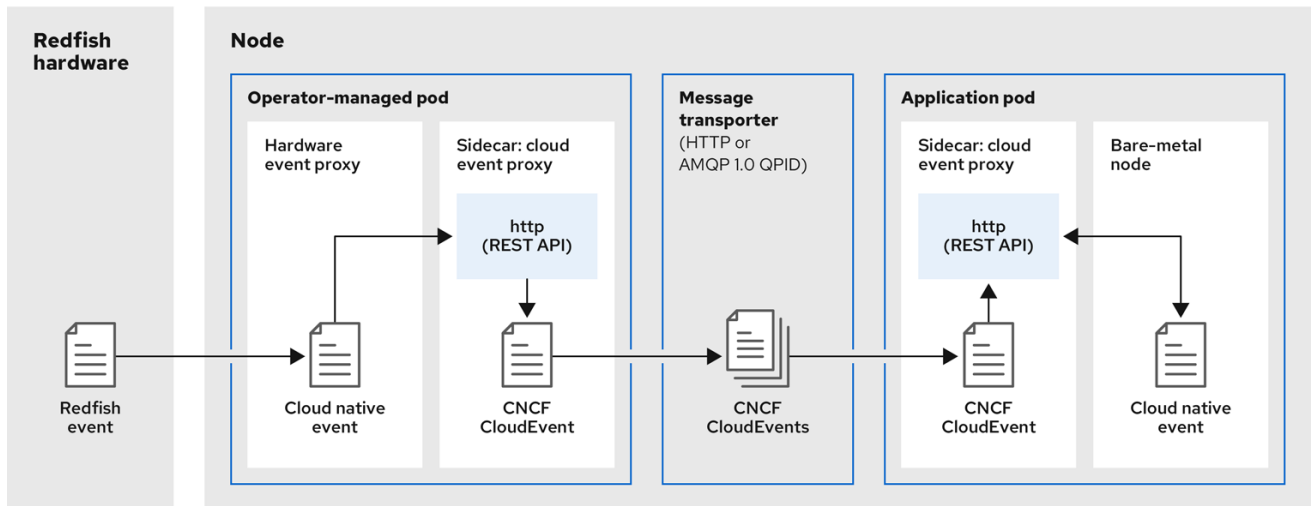 Redfish
hardware
Node
Operator-managed pod
Hardware
event proxy
Sidecar: cloud
event proxy
http
(REST API)
Message
transporter
(HTTP or
AMQP 1.0 QPID)
Application pod
Sidecar: cloud
event proxy
http
(REST API)
Bare-metal
node
Redfish
event
Cloud native
event
CNCF
CloudEvent
CNCF
CloudEvents
CNCF
CloudEvent
Cloud native
event